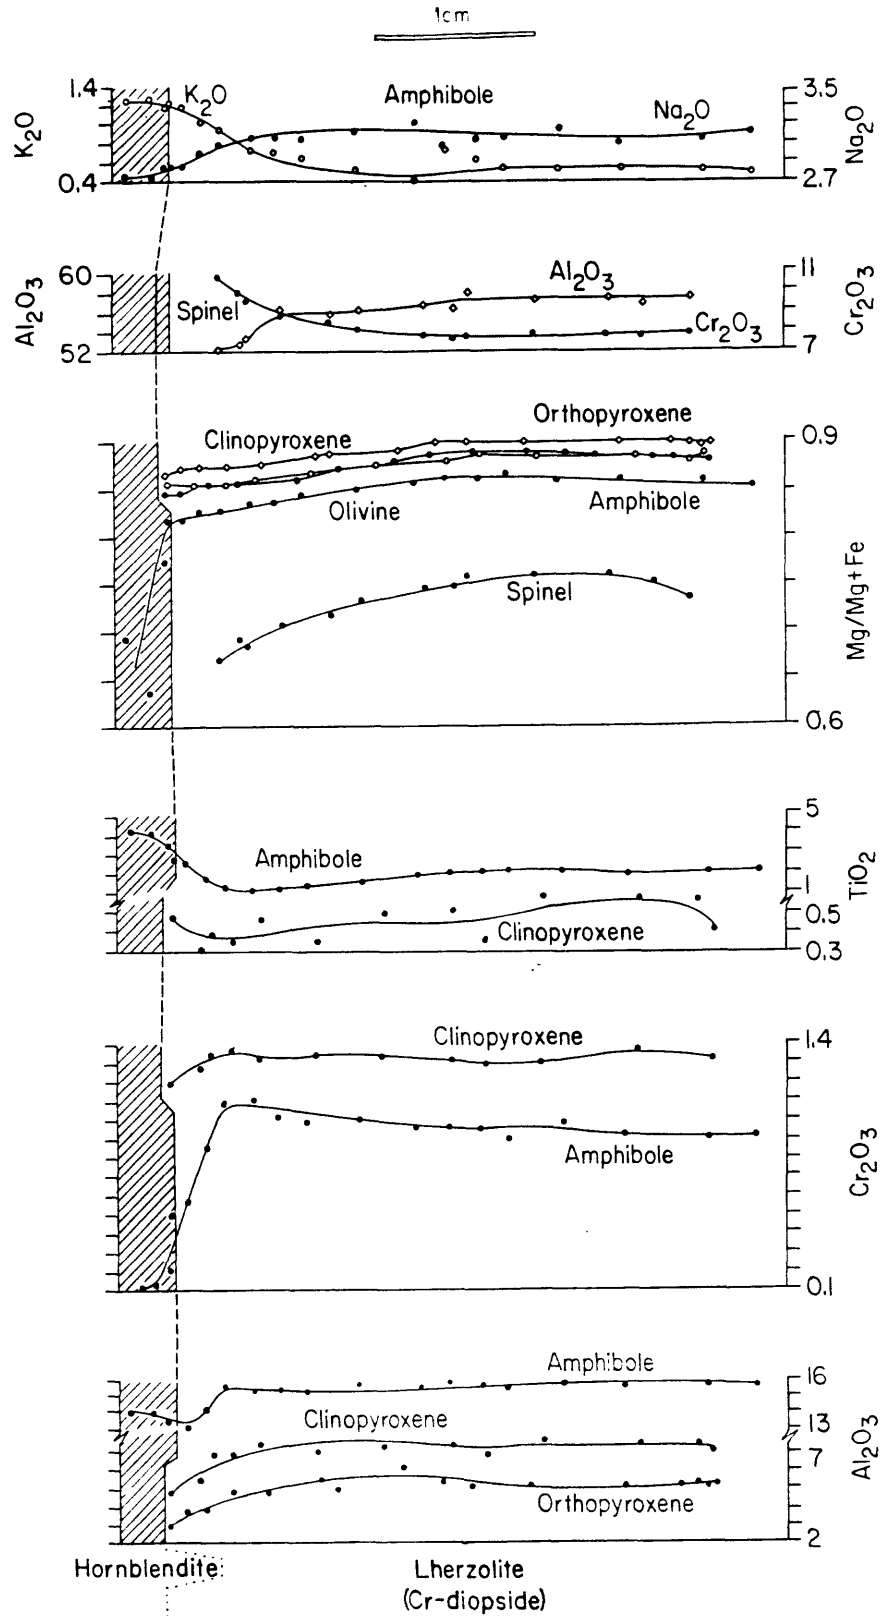 1cm
1.4
K2O
Amphibole
Na2O
3.5
K2O
Na2O
0.4
2.7
60
Al2O3
11
Al2O3
Spinel
Cr2O3
Cr2O3
52
7
Orthopyroxene
Clinopyroxene
0.9
Olivine
Amphibole
Mg/Mg+Fe
Spinel
0.6
5
Amphibole
1
TiO2
0.5
Clinopyroxene
0.3
Clinopyroxene
1.4
Amphibole
Cr2O3
0.1
Amphibole
16
Clinopyroxene
13
Al2O3
7
Orthopyroxene
2
Hornblendite
Lherzolite
(Cr-diopside)